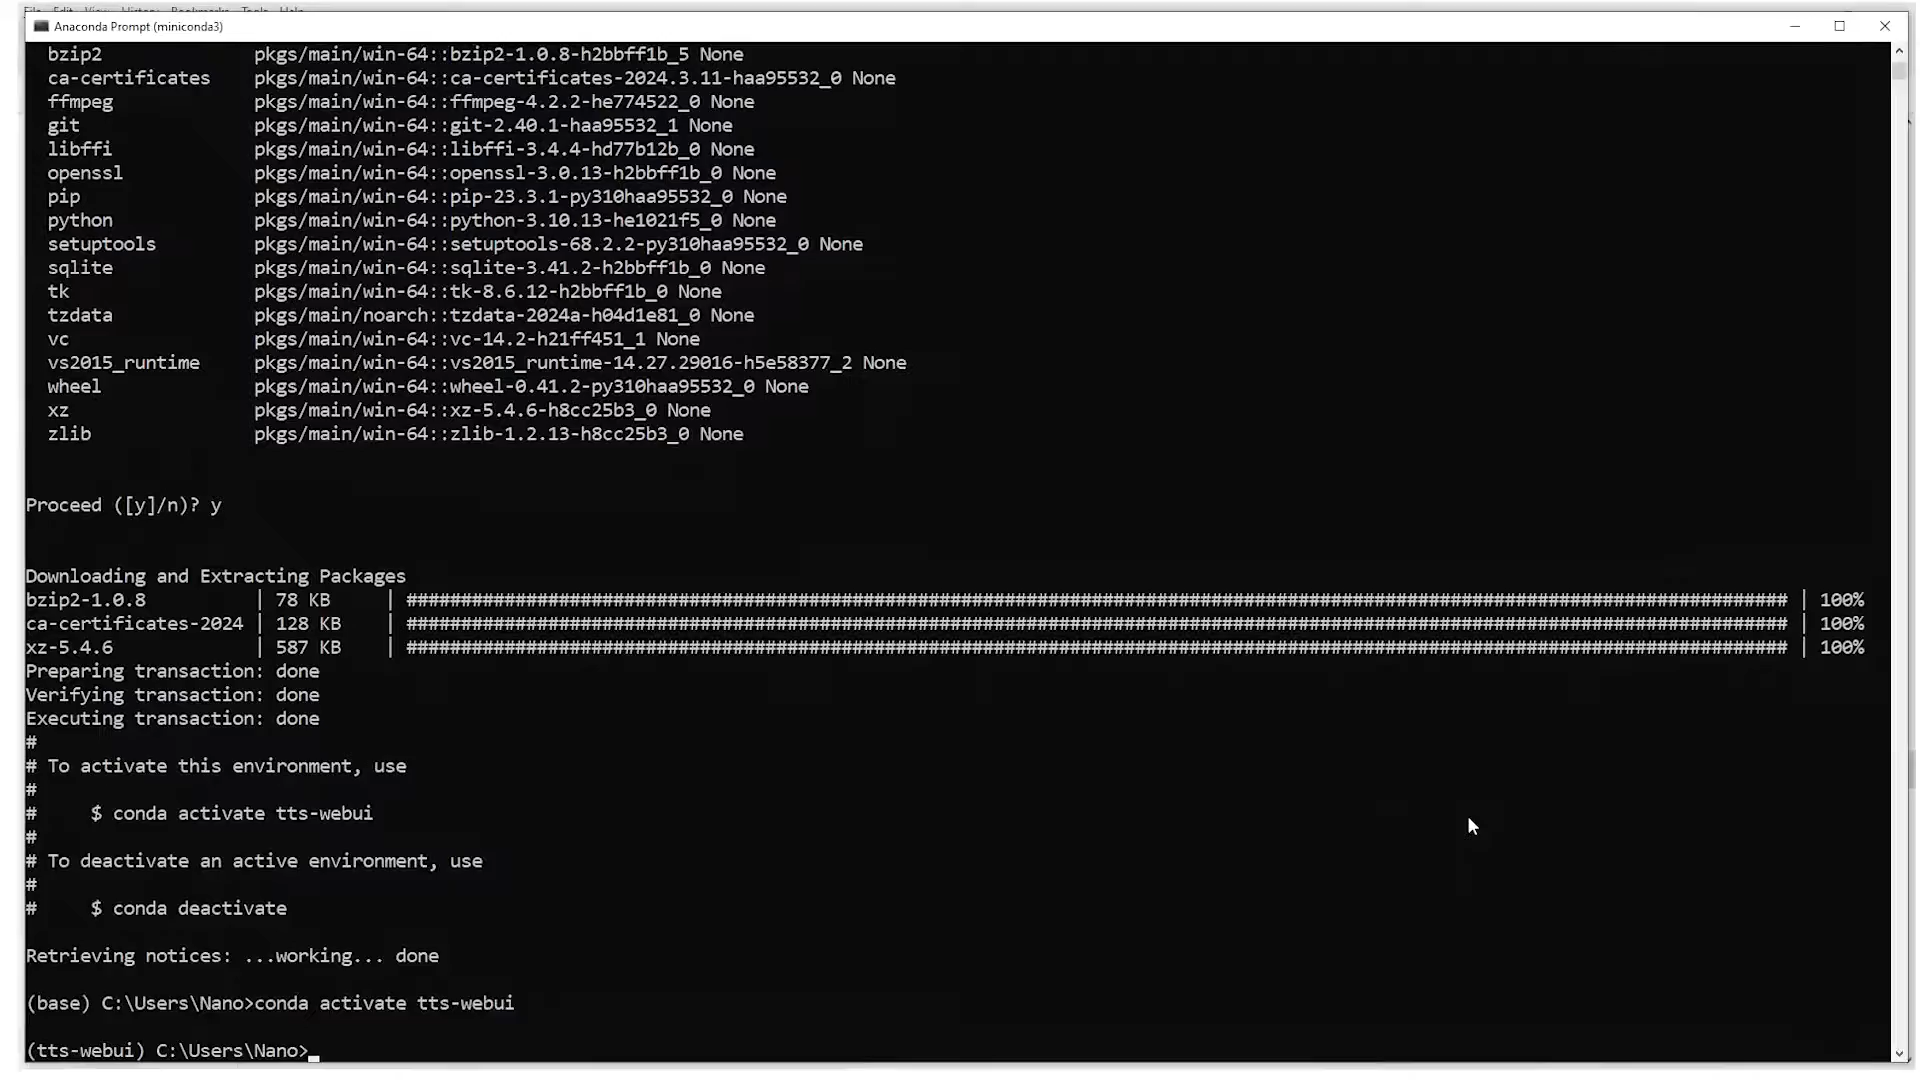 File Edit View History Bookmarks Tools Help
Anaconda Prompt (miniconda3)
bzip2 pkgs/main/win-64::bzip2-1.0.8-h2bbff1b_5 None
ca-certificates pkgs/main/win-64::ca-certificates-2024.3.11-haa95532_0 None
ffmpeg pkgs/main/win-64::ffmpeg-4.2.2-he774522_0 None
git pkgs/main/win-64::git-2.40.1-haa95532_1 None
libffi pkgs/main/win-64::libffi-3.4.4-hd77b12b_0 None
openssl pkgs/main/win-64::openssl-3.0.13-h2bbff1b_0 None
pip pkgs/main/win-64::pip-23.3.1-py310haa95532_0 None
python pkgs/main/win-64::python-3.10.13-he1021f5_0 None
setuptools pkgs/main/win-64::setuptools-68.2.2-py310haa95532_0 None
sqlite pkgs/main/win-64::sqlite-3.41.2-h2bbff1b_0 None
tk pkgs/main/win-64::tk-8.6.12-h2bbff1b_0 None
tzdata pkgs/main/noarch::tzdata-2024a-h04d1e81_0 None
vc pkgs/main/win-64::vc-14.2-h21ff451_1 None
vs2015_runtime pkgs/main/win-64::vs2015_runtime-14.27.29016-h5e58377_2 None
wheel pkgs/main/win-64::wheel-0.41.2-py310haa95532_0 None
xz pkgs/main/win-64::xz-5.4.6-h8cc25b3_0 None
zlib pkgs/main/win-64::zlib-1.2.13-h8cc25b3_0 None
Proceed ([y]/n)? y
Downloading and Extracting Packages
bzip2-1.0.8 | 78 KB | ############################################################################################################################### | 100%
ca-certificates-2024 | 128 KB | ############################################################################################################################### | 100%
xz-5.4.6 | 587 KB | ############################################################################################################################### | 100%
Preparing transaction: done
Verifying transaction: done
Executing transaction: done
#
# To activate this environment, use
#
# $ conda activate tts-webui
#
# To deactivate an active environment, use
#
# $ conda deactivate
Retrieving notices: ...working... done
(base) C:\Users\Nano>conda activate tts-webui
(tts-webui) C:\Users\Nano>